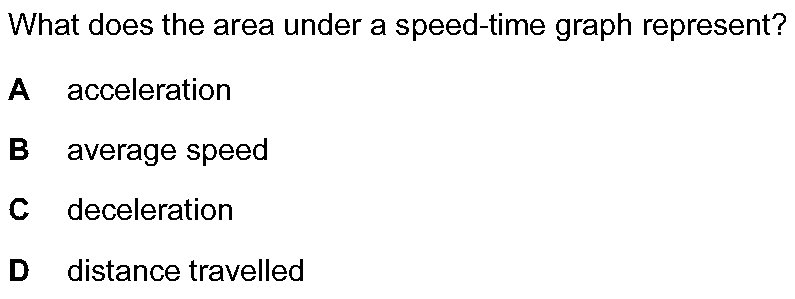 What does the area under a speed-time graph represent?
A acceleration
B average speed
C deceleration
D distance travelled